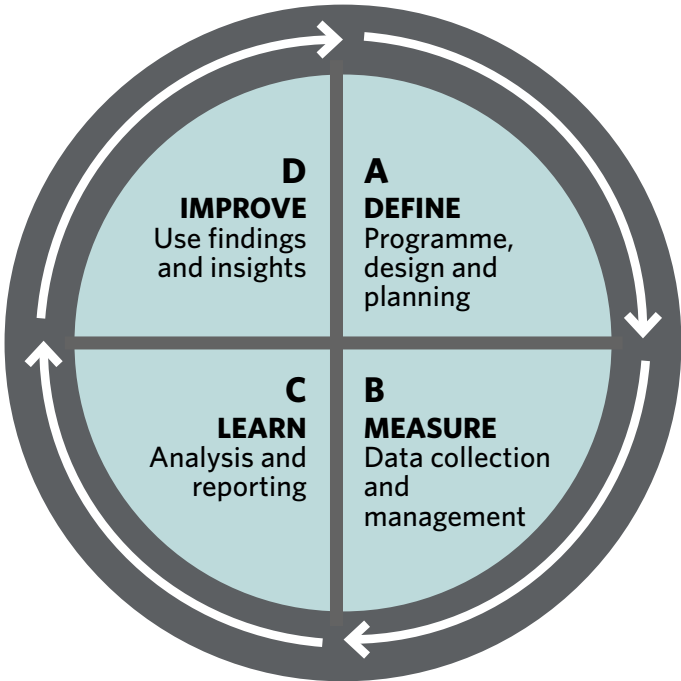 D
IMPROVE
Use findings
and insights
A
DEFINE
Programme,
design and
planning
C
LEARN
Analysis and
reporting
B
MEASURE
Data collection
and
management